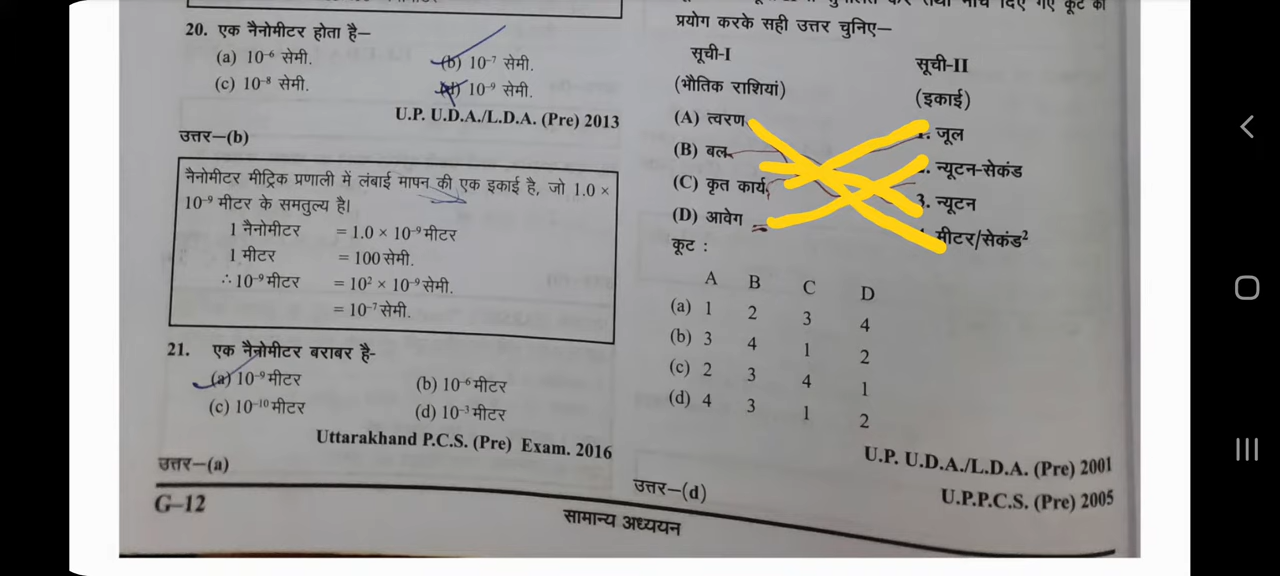 20. एक नैनोमीटर होता है–
(a) 10⁻⁶ सेमी. (b) 10⁻⁷ सेमी.
(c) 10⁻⁸ सेमी. (d) 10⁻⁹ सेमी.
U.P. U.D.A./L.D.A. (Pre) 2013
उत्तर–(b)
नैनोमीटर मीट्रिक प्रणाली में लंबाई मापन की एक इकाई है, जो 1.0 ×
10⁻⁹ मीटर के समतुल्य है।
1 नैनोमीटर = 1.0 × 10⁻⁹ मीटर
1 मीटर = 100 सेमी.
∴ 10⁻⁹ मीटर = 10² × 10⁻⁹ सेमी.
= 10⁻⁷ सेमी.
21. एक नैनोमीटर बराबर है-
(a) 10⁻⁹ मीटर (b) 10⁻⁶ मीटर
(c) 10⁻¹⁰ मीटर (d) 10⁻³ मीटर
Uttarakhand P.C.S. (Pre) Exam. 2016
उत्तर–(a)
G–12
प्रयोग करके सही उत्तर चुनिए–
सूची-I सूची-II
(भौतिक राशियां) (इकाई)
(A) त्वरण जूल
(B) बल न्यूटन-सेकंड
(C) कृत कार्य 3. न्यूटन
(D) आवेग मीटर/सेकंड²
कूट :
A B C D
(a) 1 2 3 4
(b) 3 4 1 2
(c) 2 3 4 1
(d) 4 3 1 2
U.P. U.D.A./L.D.A. (Pre) 2001
U.P.P.C.S. (Pre) 2005
उत्तर–(d)
सामान्य अध्ययन